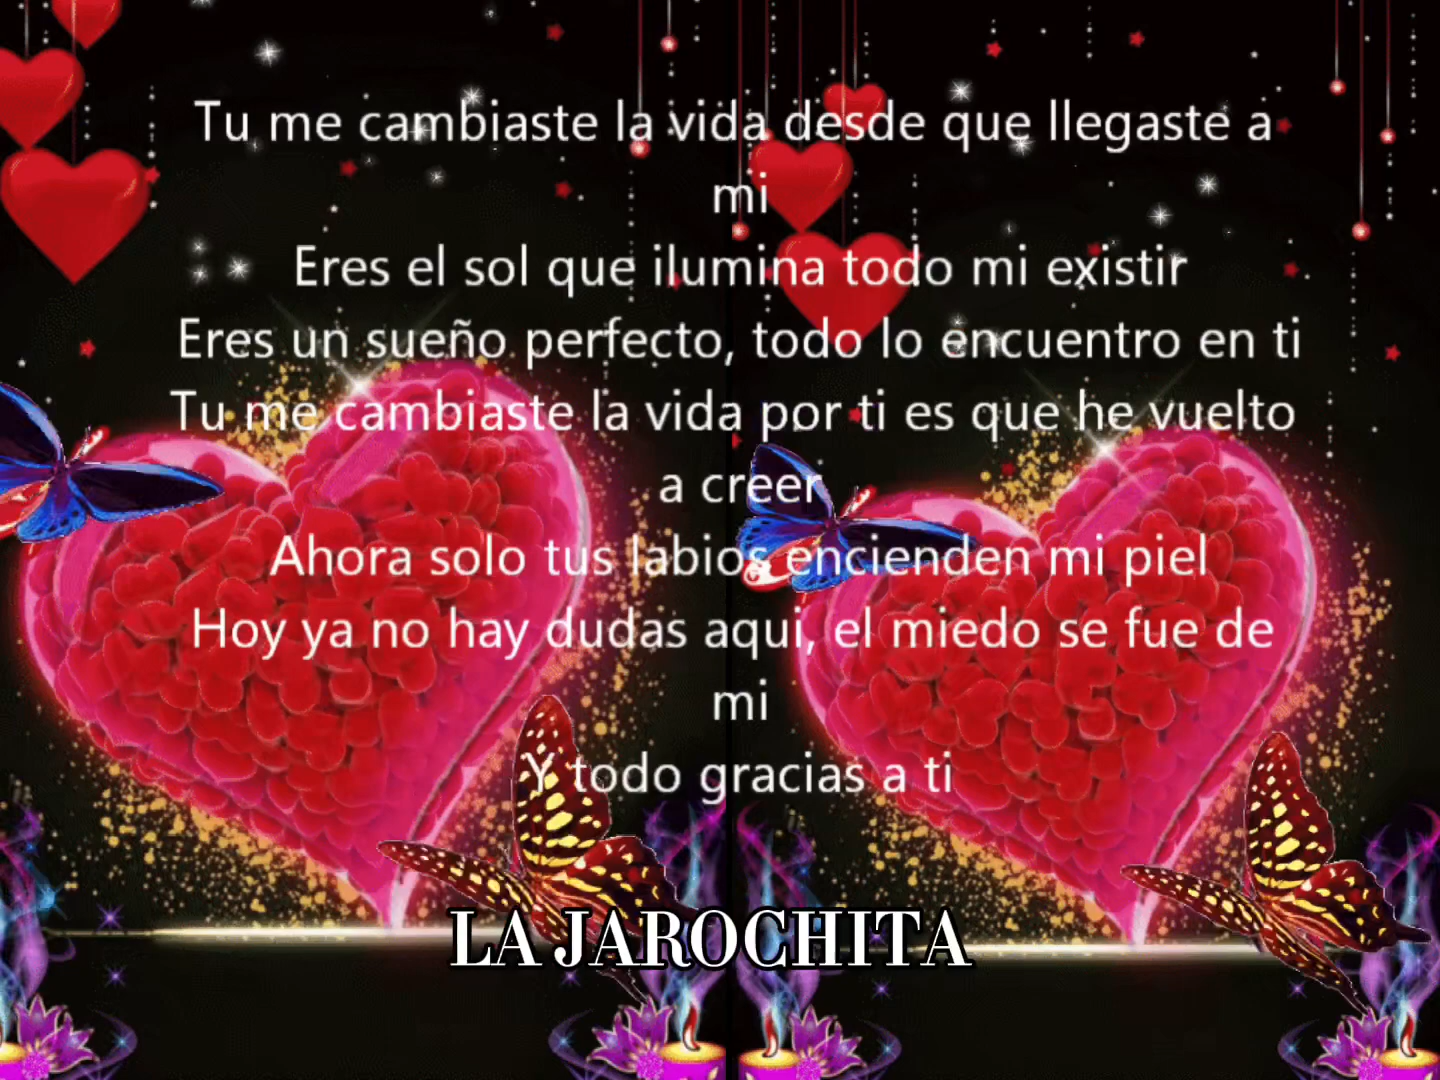 Tu me cambiaste la vida desde que llegaste a
mi
Eres el sol que ilumina todo mi existir
Eres un sueño perfecto, todo lo encuentro en ti
Tu me cambiaste la vida por ti es que he vuelto
a creer
Ahora solo tus labios encienden mi piel
Hoy ya no hay dudas aqui, el miedo se fue de
mi
Y todo gracias a ti
LA JAROCHITA